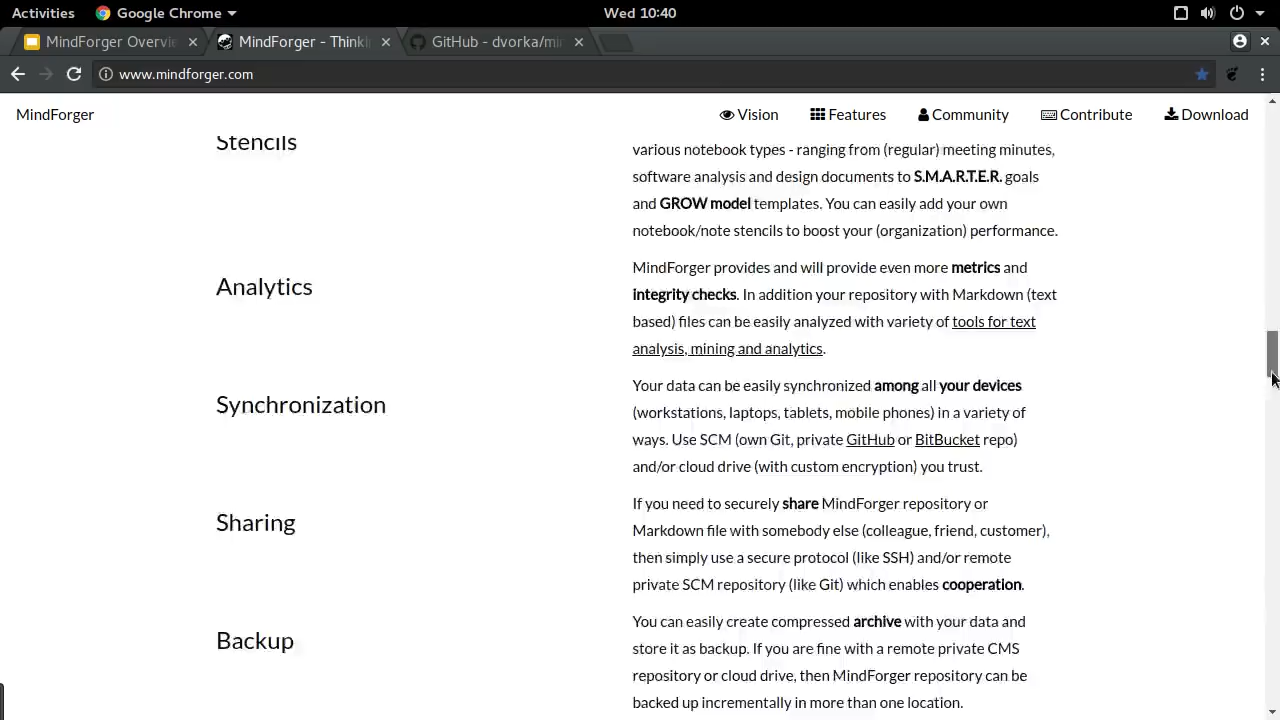 Activities
Google Chrome
Wed 10:40
MindForger Overvie
MindForger - Thinki
GitHub - dvorka/min
www.mindforger.com
MindForger
Vision
Features
Community
Contribute
Download
Stencils
various notebook types - ranging from (regular) meeting minutes,
software analysis and design documents to S.M.A.R.T.E.R. goals
and GROW model templates. You can easily add your own
notebook/note stencils to boost your (organization) performance.
Analytics
MindForger provides and will provide even more metrics and
integrity checks. In addition your repository with Markdown (text
based) files can be easily analyzed with variety of tools for text
analysis, mining and analytics.
Synchronization
Your data can be easily synchronized among all your devices
(workstations, laptops, tablets, mobile phones) in a variety of
ways. Use SCM (own Git, private GitHub or BitBucket repo)
and/or cloud drive (with custom encryption) you trust.
Sharing
If you need to securely share MindForger repository or
Markdown file with somebody else (colleague, friend, customer),
then simply use a secure protocol (like SSH) and/or remote
private SCM repository (like Git) which enables cooperation.
Backup
You can easily create compressed archive with your data and
store it as backup. If you are fine with a remote private CMS
repository or cloud drive, then MindForger repository can be
backed up incrementally in more than one location.